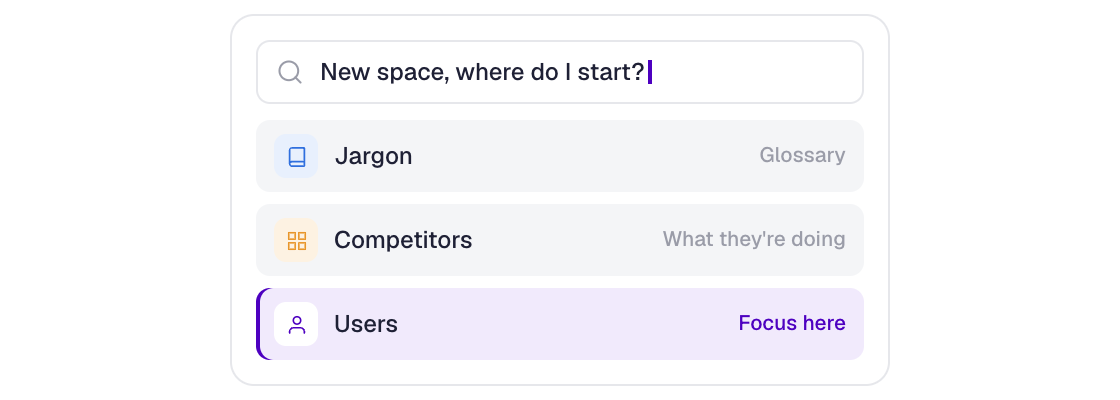 New space, where do I start?
Jargon
Glossary
Competitors
What they're doing
Users
Focus here